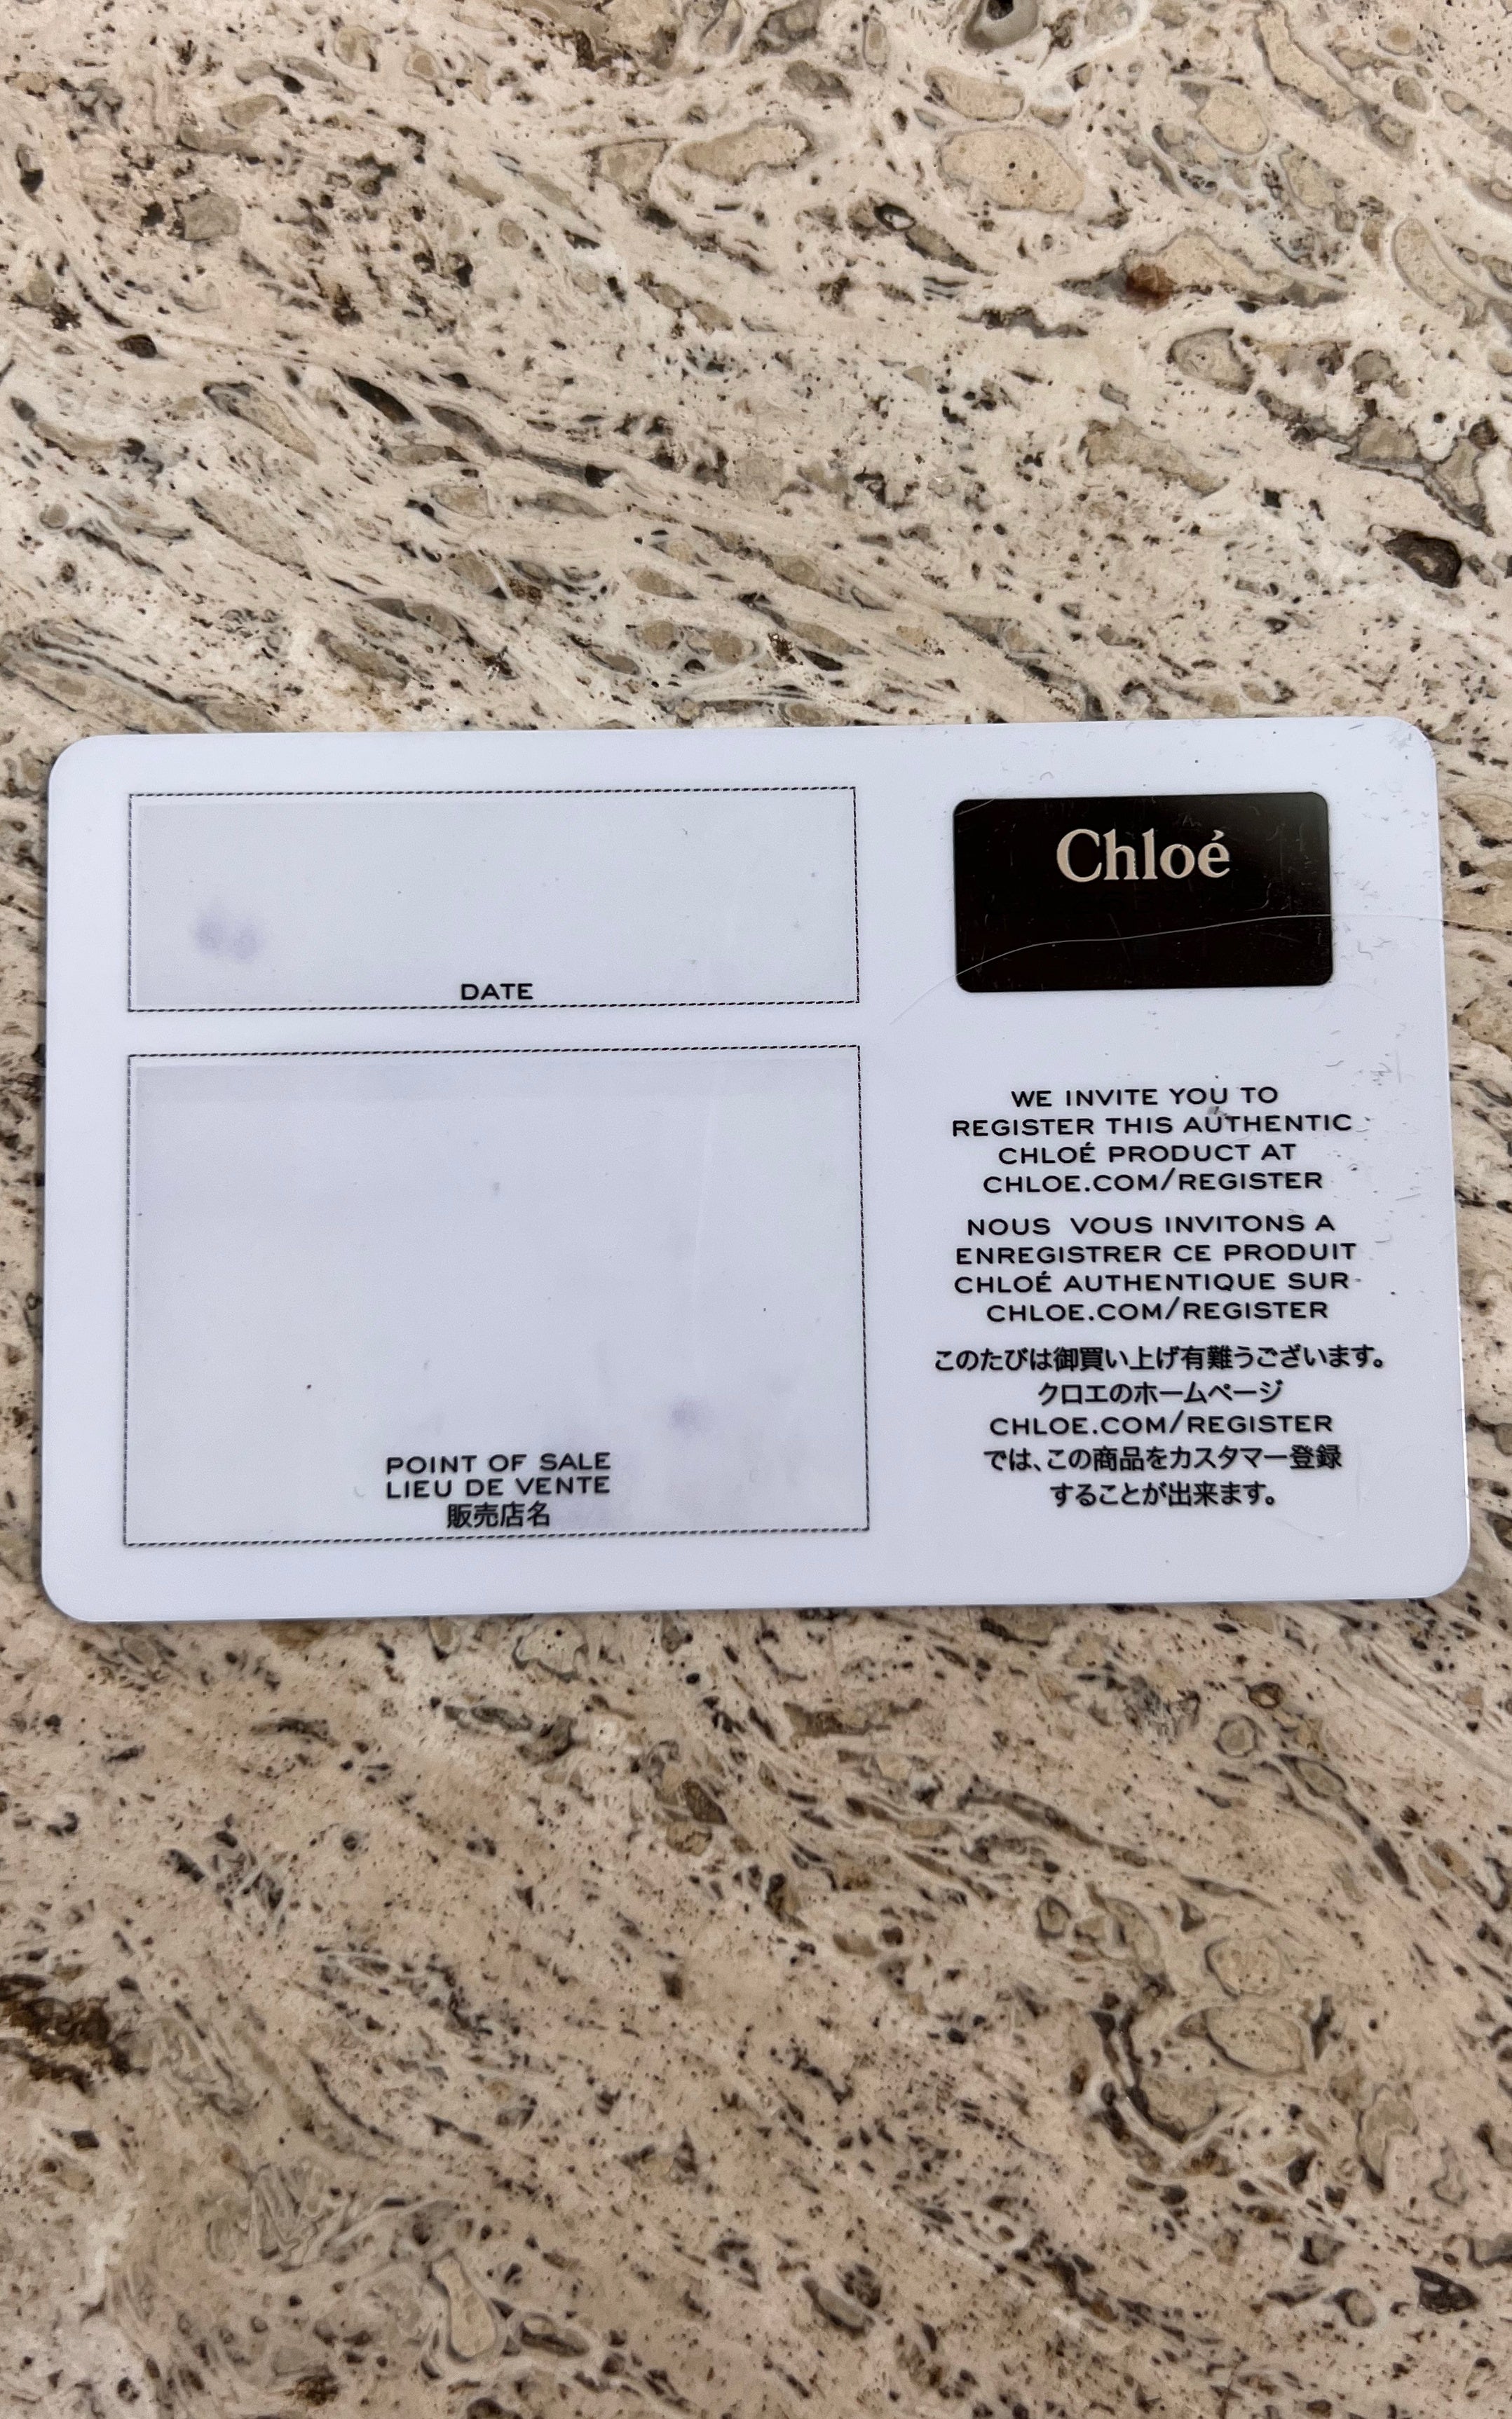 DATE
POINT OF SALE
LIEU DE VENTE
販売店名
Chloé
WE INVITE YOU TO
REGISTER THIS AUTHENTIC
CHLOÉ PRODUCT AT
CHLOE.COM/REGISTER
NOUS VOUS INVITONS A
ENREGISTRER CE PRODUIT
CHLOÉ AUTHENTIQUE SUR
CHLOE.COM/REGISTER
このたびは御買い上げ有難うございます。
クロエのホームページ
CHLOE.COM/REGISTER
では、この商品をカスタマー登録
することが出来ます。